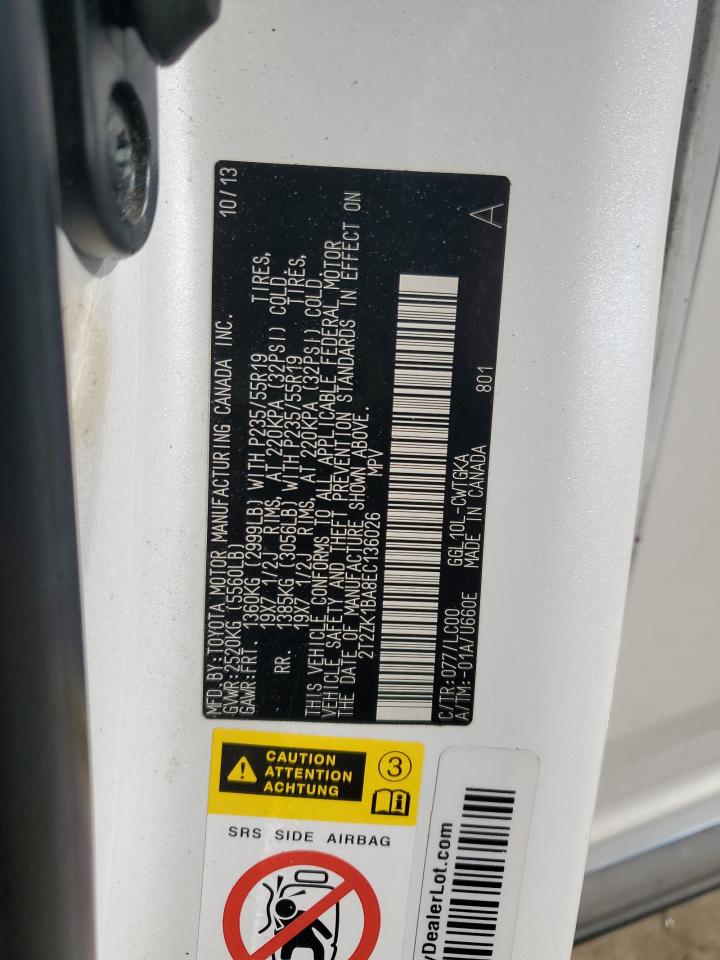 MFD.BY:TOYOTA MOTOR MANUFACTURING CANADA INC. 10/13
GVWR:2520KG (5560LB)
GAWR:FRT. 1360KG (2999LB) WITH P235/55R19 TIRES,
19X7 1/2J RIMS, AT 220KPA (32PSI) COLD
RR. 1385KG (3056LB) WITH P235/55R19 TIRES,
19X7 1/2J RIMS, AT 220KPA (32PSI) COLD.
THIS VEHICLE CONFORMS TO ALL APPLICABLE FEDERAL MOTOR
VEHICLE SAFETY AND THEFT PREVENTION STANDARDS IN EFFECT ON
THE DATE OF MANUFACTURE SHOWN ABOVE.
2T2ZK1BA8EC136026 MPV
C/TR:077/LC00 GGL10L-CWTGKA A
A/TM:-01A/U660E MADE IN CANADA 801
CAUTION
ATTENTION
ACHTUNG
3
SRS SIDE AIRBAG
yDealerLot.com